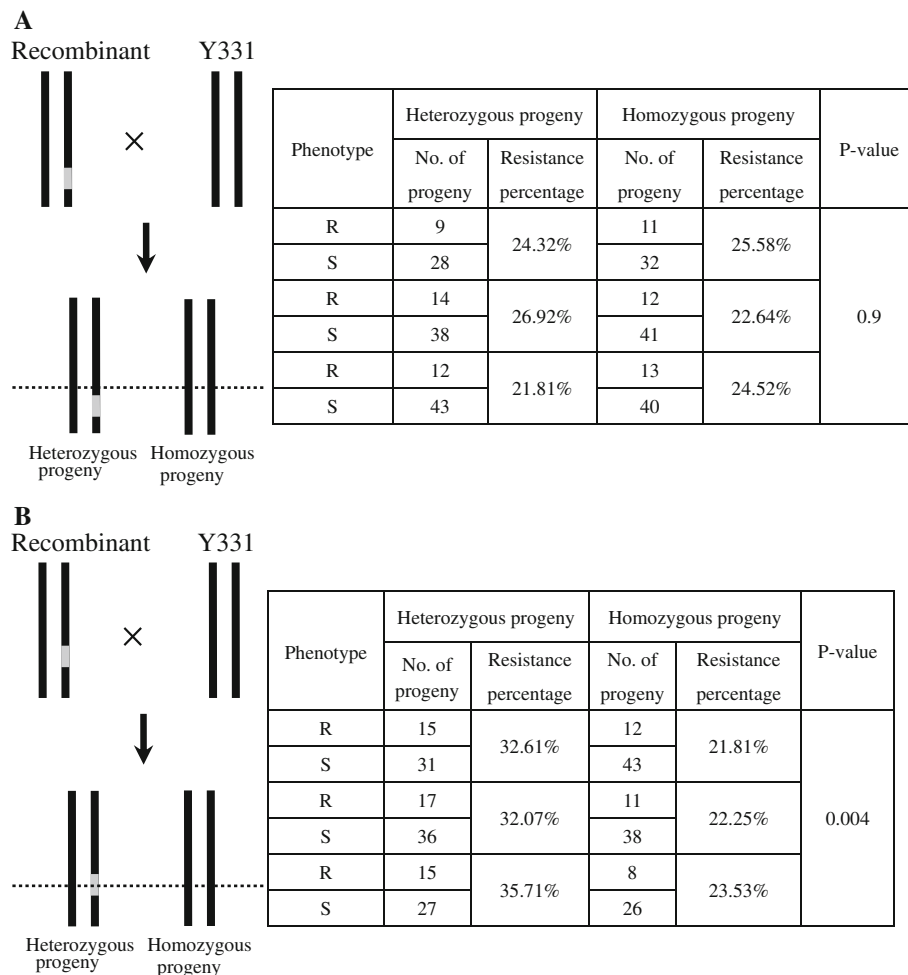 A
Recombinant Y331
×
Heterozygous progeny Homozygous progeny
Phenotype Heterozygous progeny Homozygous progeny P-value
No. of progeny Resistance percentage No. of progeny Resistance percentage
R 9 24.32% 11 25.58% 0.9
S 28 32
R 14 26.92% 12 22.64%
S 38 41
R 12 21.81% 13 24.52%
S 43 40
B
Recombinant Y331
×
Heterozygous progeny Homozygous progeny
Phenotype Heterozygous progeny Homozygous progeny P-value
No. of progeny Resistance percentage No. of progeny Resistance percentage
R 15 32.61% 12 21.81% 0.004
S 31 43
R 17 32.07% 11 22.25%
S 36 38
R 15 35.71% 8 23.53%
S 27 26